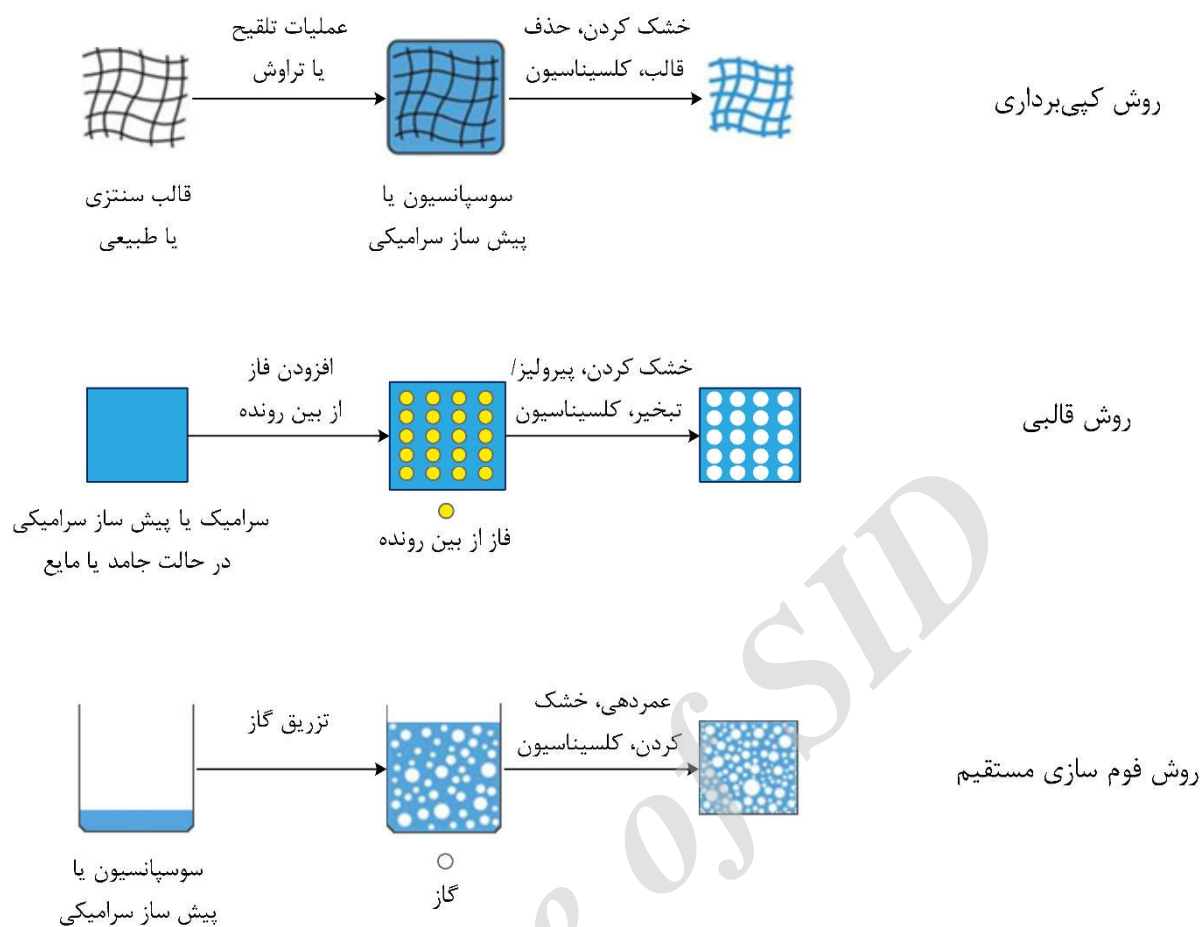 عملیات تلقیح
یا تراوش
خشک کردن، حذف
قالب، کلسیناسیون
روش کپی‌برداری
قالب سنتزی
یا طبیعی
سوسپانسیون یا
پیش ساز سرامیکی
افزودن فاز
از بین رونده
خشک کردن، پیرولیز/
تبخیر، کلسیناسیون
روش قالبی
سرامیک یا پیش ساز سرامیکی
در حالت جامد یا مایع
فاز از بین رونده
تزریق گاز
عمردهی، خشک
کردن، کلسیناسیون
روش فوم سازی مستقیم
سوسپانسیون یا
پیش ساز سرامیکی
گاز
e of SID